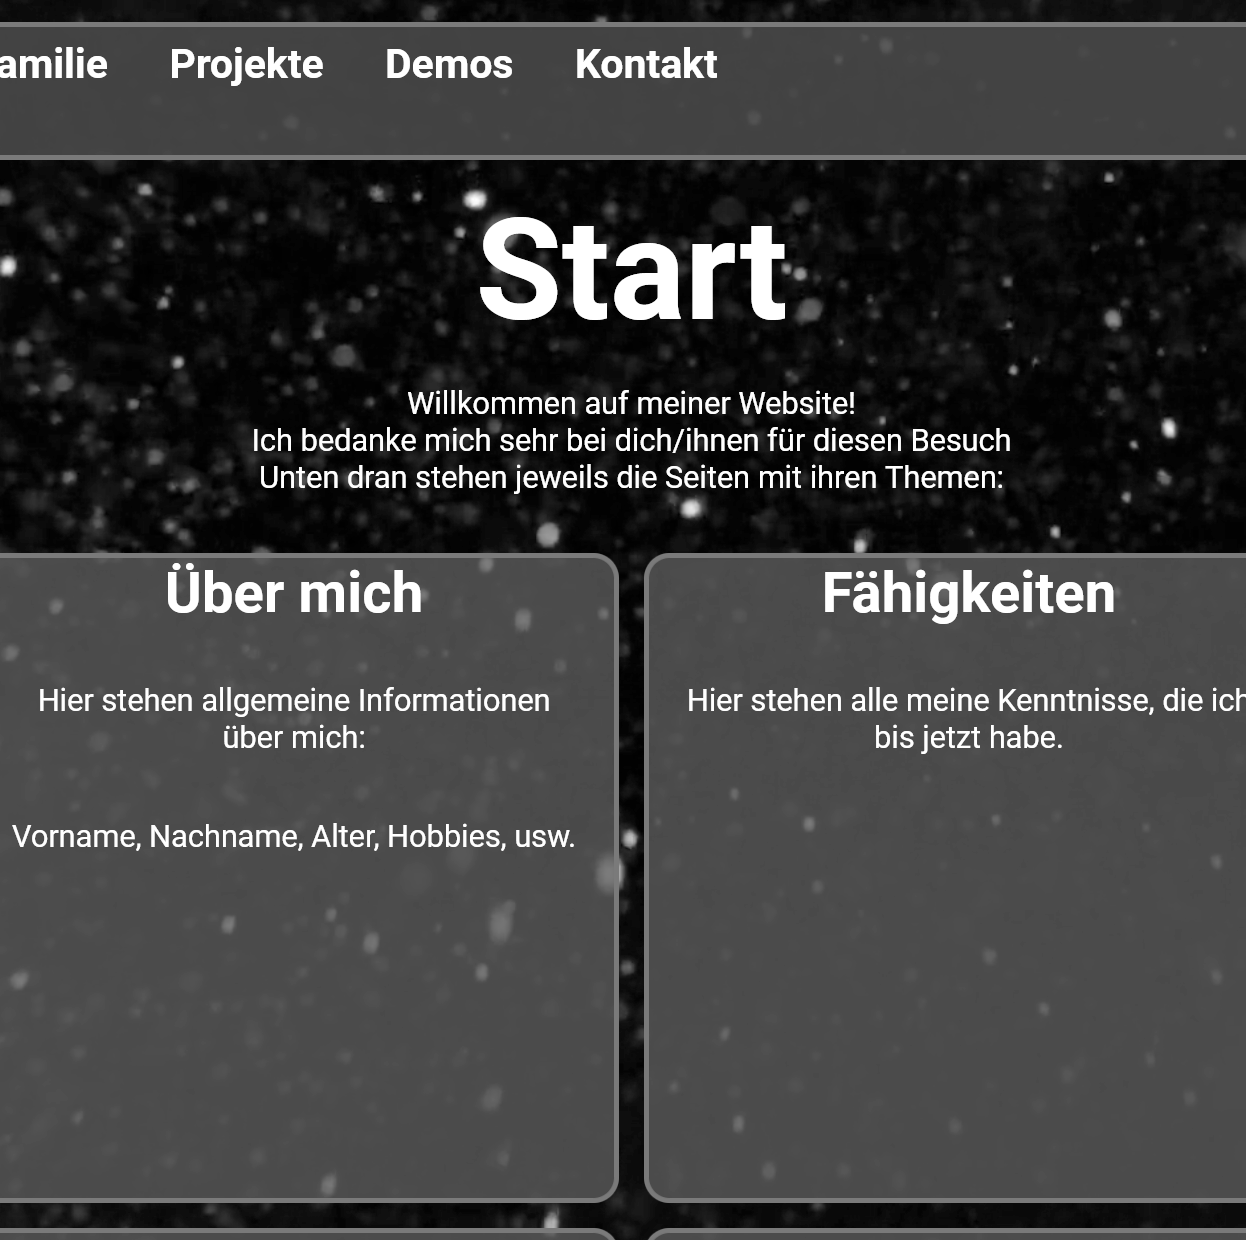 amilie Projekte Demos Kontakt
Start
Willkommen auf meiner Website!
Ich bedanke mich sehr bei dich/ihnen für diesen Besuch
Unten dran stehen jeweils die Seiten mit ihren Themen:
Über mich
Hier stehen allgemeine Informationen
über mich:
Vorname, Nachname, Alter, Hobbies, usw.
Fähigkeiten
Hier stehen alle meine Kenntnisse, die ich
bis jetzt habe.